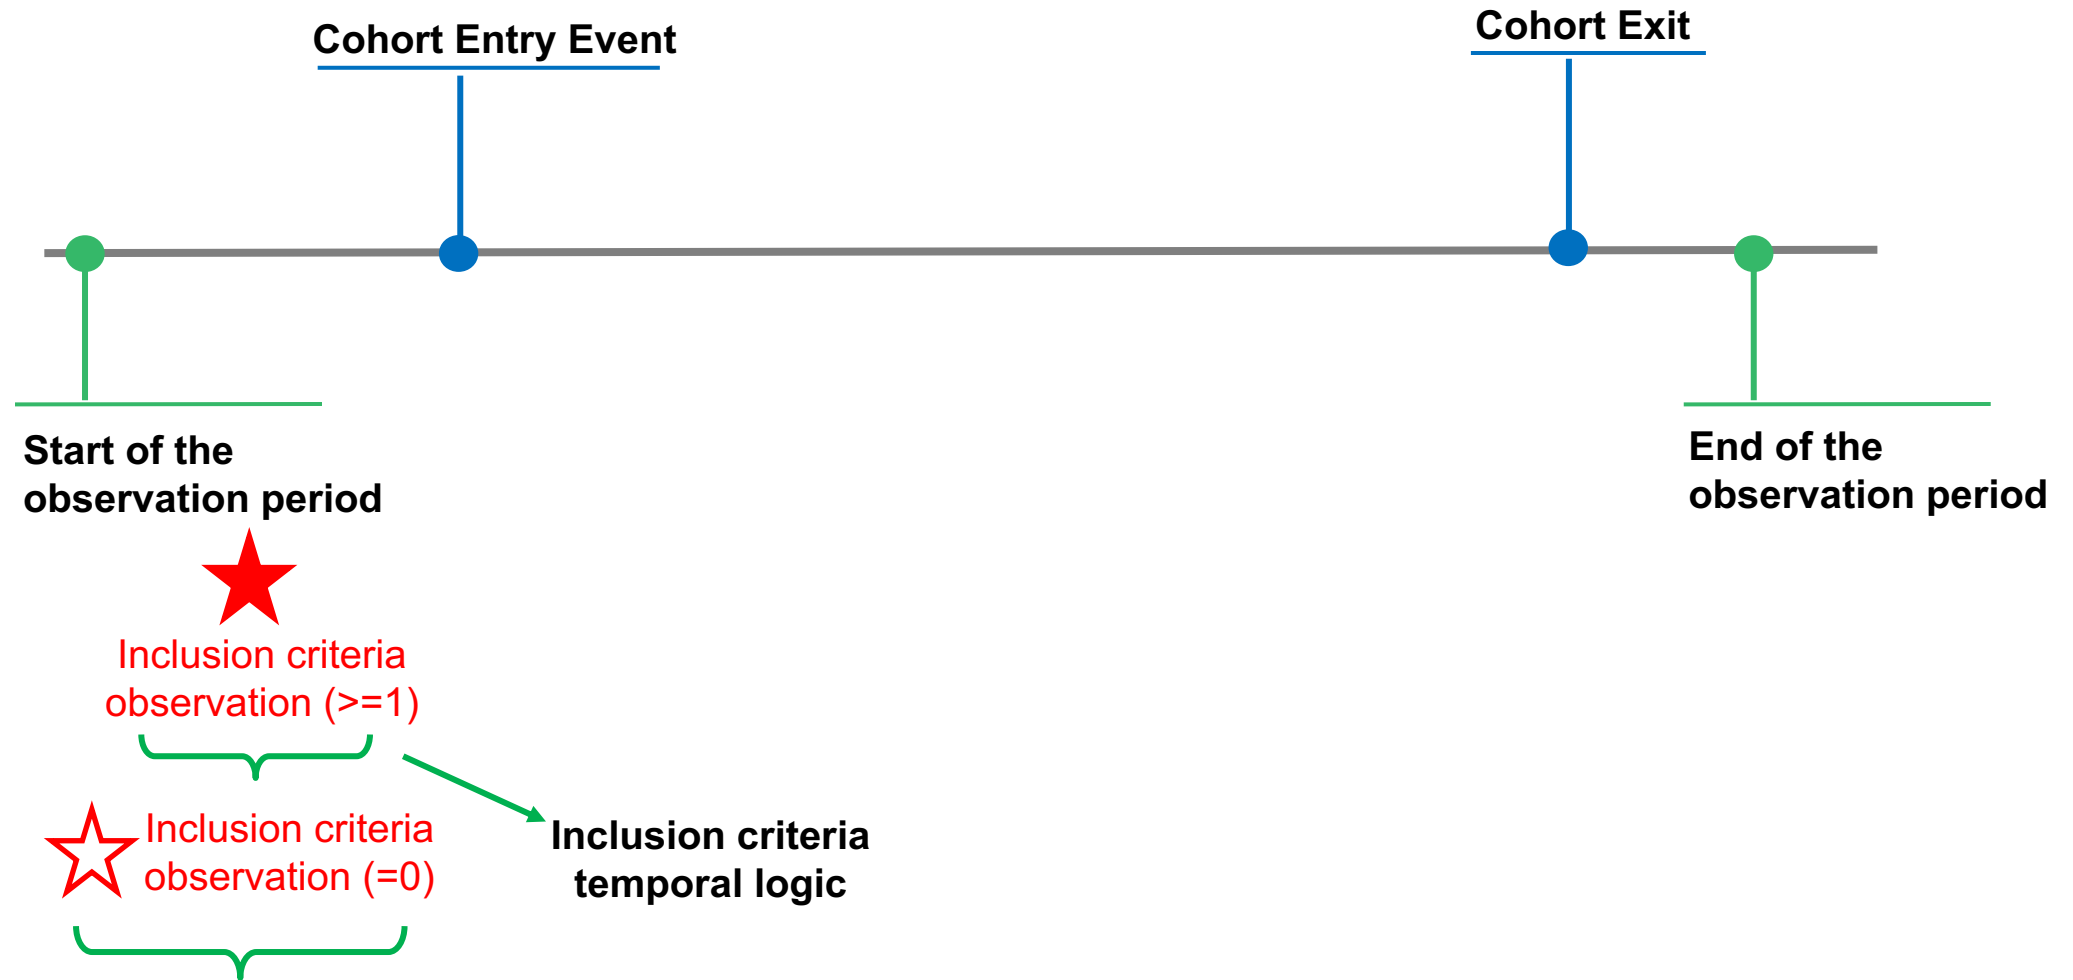 Cohort Entry Event
Cohort Exit
Start of the
observation period
End of the
observation period
Inclusion criteria
observation (>=1)
Inclusion criteria
observation (=0)
Inclusion criteria
temporal logic